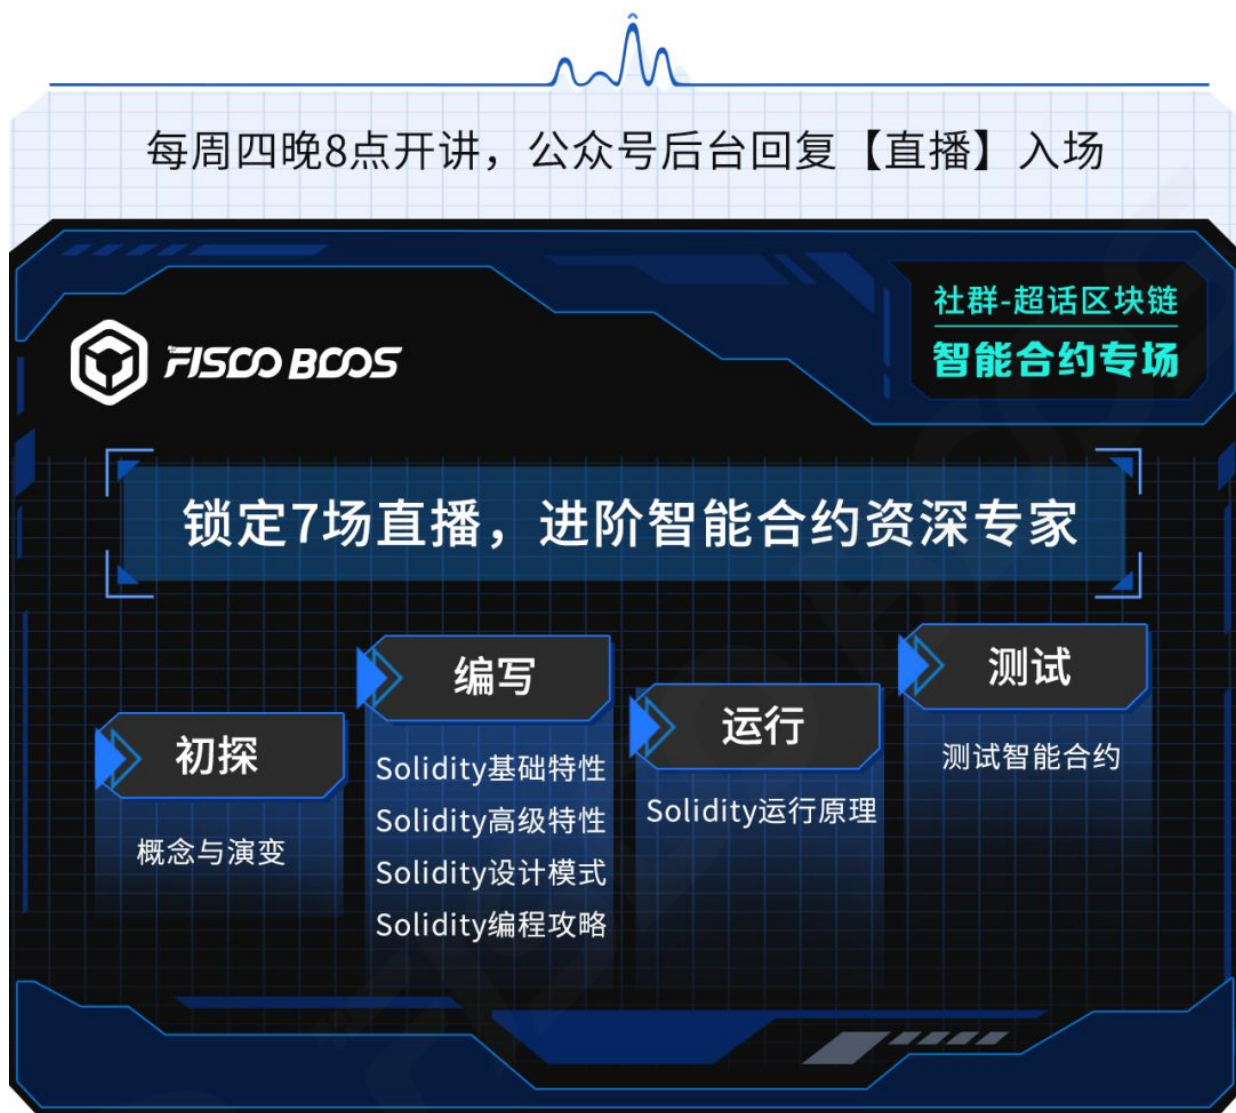 每周四晚8点开讲，公众号后台回复【直播】入场
社群-超话区块链
智能合约专场
FISCO BCOS
锁定7场直播，进阶智能合约资深专家
初探
概念与演变
编写
Solidity基础特性
Solidity高级特性
Solidity设计模式
Solidity编程攻略
运行
Solidity运行原理
测试
测试智能合约